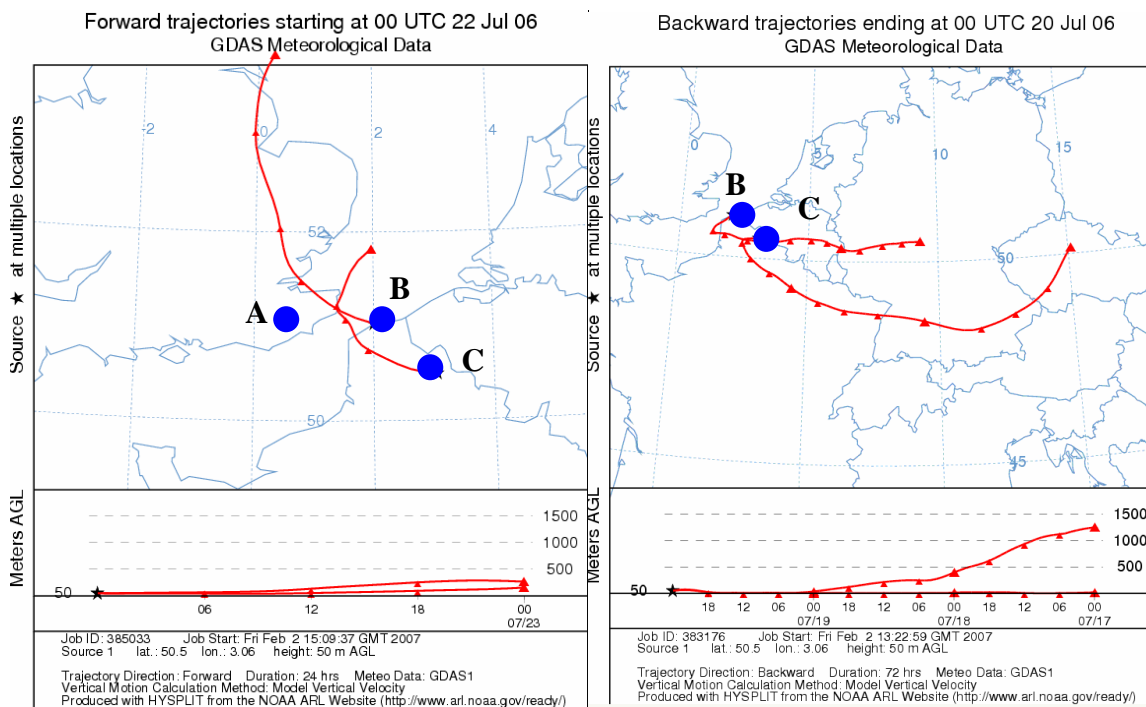 Forward trajectories starting at 00 UTC 22 Jul 06
GDAS Meteorological Data
Source ★ at multiple locations
-2
0
2
4
52
50
A
B
C
Meters AGL
1500
1000
500
50
06
12
18
00
07/23
Job ID: 385033 Job Start: Fri Feb 2 15:09:37 GMT 2007
Source 1 lat.: 50.5 lon.: 3.06 height: 50 m AGL
Trajectory Direction: Forward Duration: 24 hrs Meteo Data: GDAS1
Vertical Motion Calculation Method: Model Vertical Velocity
Produced with HYSPLIT from the NOAA ARL Website (http://www.arl.noaa.gov/ready/)
Backward trajectories ending at 00 UTC 20 Jul 06
GDAS Meteorological Data
Source ★ at multiple locations
0
5
10
15
50
45
B
C
Meters AGL
1500
1000
500
50
18 12 06 00 18 12 06 00 18 12 06 00
07/19 07/18 07/17
Job ID: 383176 Job Start: Fri Feb 2 13:22:59 GMT 2007
Source 1 lat.: 50.5 lon.: 3.06 height: 50 m AGL
Trajectory Direction: Backward Duration: 72 hrs Meteo Data: GDAS1
Vertical Motion Calculation Method: Model Vertical Velocity
Produced with HYSPLIT from the NOAA ARL Website (http://www.arl.noaa.gov/ready/)